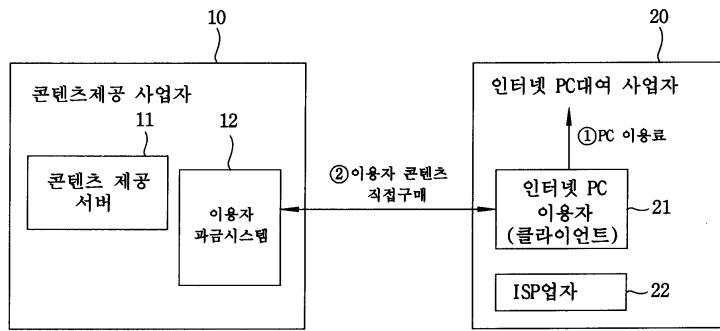 10
콘텐츠제공 사업자
11
12
콘텐츠 제공
서버
이용자
과금시스템
②이용자 콘텐츠
직접구매
20
인터넷 PC대여 사업자
①PC 이용료
인터넷 PC
이용자
(클라이언트)
21
ISP업자
22